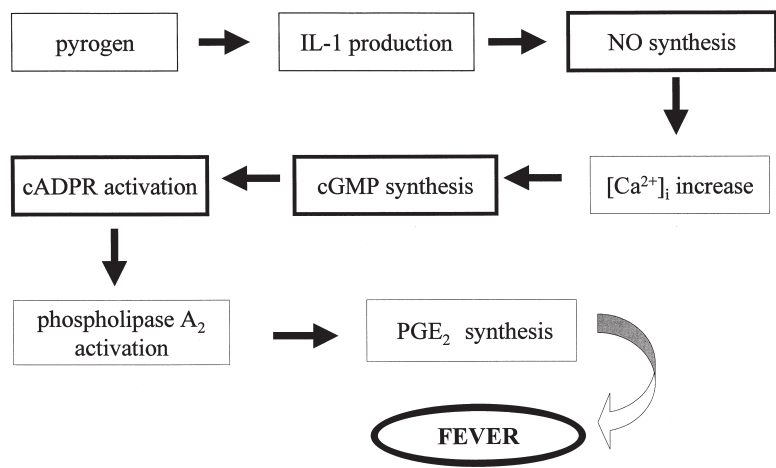 pyrogen
IL-1 production
NO synthesis
[Ca²⁺]ᵢ increase
cGMP synthesis
cADPR activation
phospholipase A₂
activation
PGE₂ synthesis
FEVER